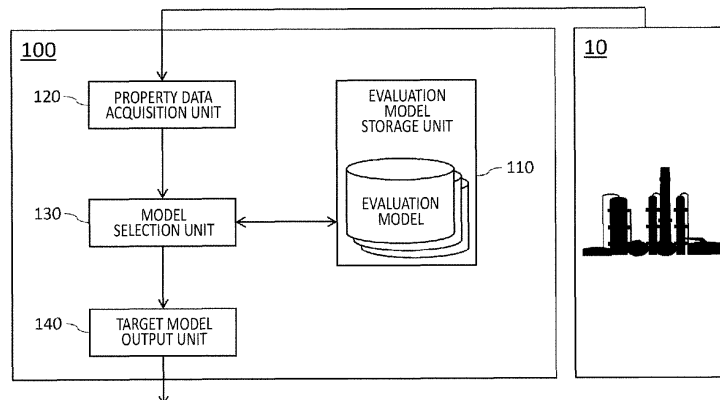 100
10
120
PROPERTY DATA
ACQUISITION UNIT
EVALUATION
MODEL
STORAGE UNIT
110
EVALUATION
MODEL
130
MODEL
SELECTION UNIT
140
TARGET MODEL
OUTPUT UNIT